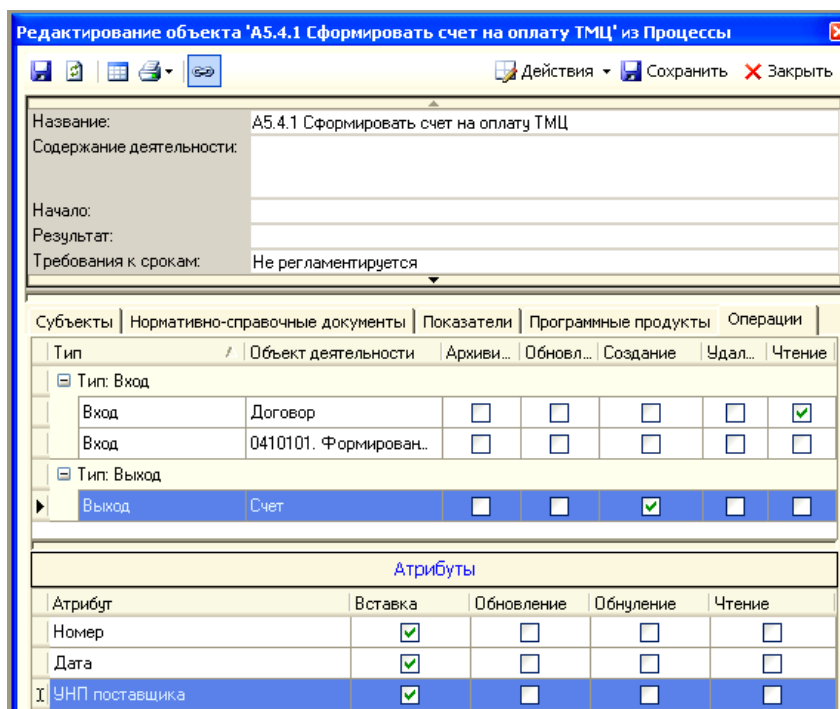 Редактирование объекта 'A5.4.1 Сформировать счет на оплату ТМЦ' из Процессы
Действия Сохранить Закрыть
Название: A5.4.1 Сформировать счет на оплату ТМЦ
Содержание деятельности:
Начало:
Результат:
Требования к срокам: Не регламентируется
Субъекты Нормативно-справочные документы Показатели Программные продукты Операции
Тип / Объект деятельности Архиви... Обновл... Создание Удал... Чтение
Тип: Вход
Вход Договор
Вход 0410101. Формирован...
Тип: Выход
Выход Счет
Атрибуты
Атрибут Вставка Обновление Обнуление Чтение
Номер
Дата
УНП поставщика